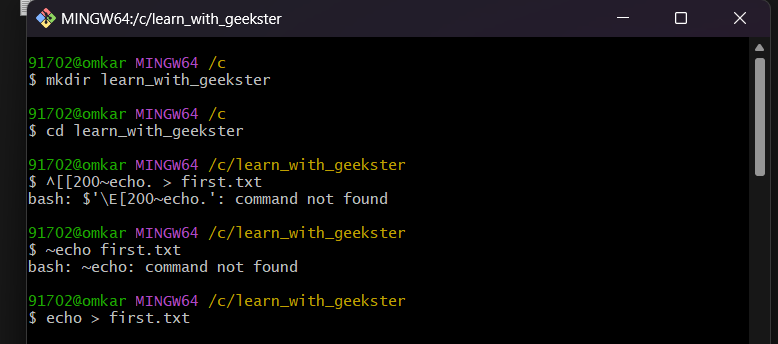 MINGW64:/c/learn_with_geekster
91702@omkar MINGW64 /c
$ mkdir learn_with_geekster
91702@omkar MINGW64 /c
$ cd learn_with_geekster
91702@omkar MINGW64 /c/learn_with_geekster
$ ^[[200~echo. > first.txt
bash: $'\E[200~echo.': command not found
91702@omkar MINGW64 /c/learn_with_geekster
$ ~echo first.txt
bash: ~echo: command not found
91702@omkar MINGW64 /c/learn_with_geekster
$ echo > first.txt